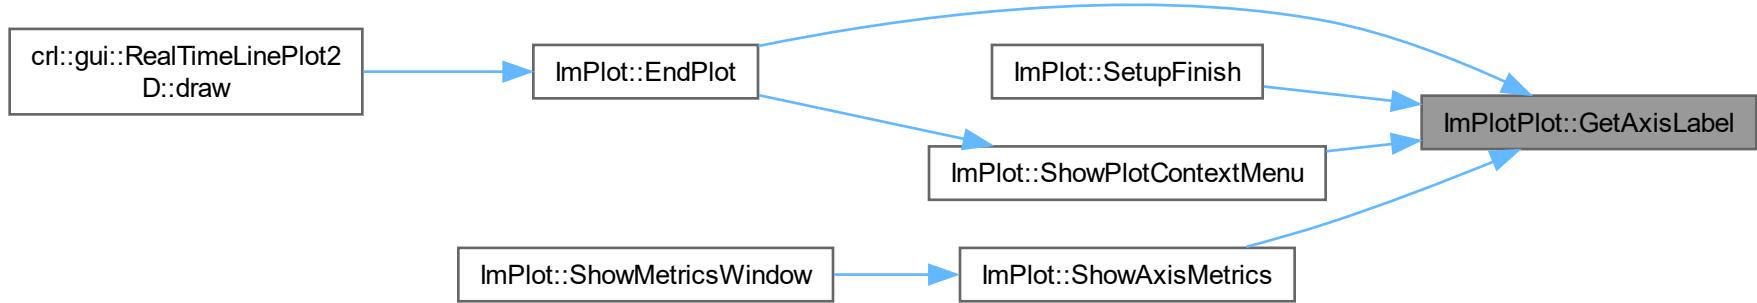 crl::gui::RealTimeLinePlot2
D::draw
ImPlot::EndPlot
ImPlot::SetupFinish
ImPlotPlot::GetAxisLabel
ImPlot::ShowPlotContextMenu
ImPlot::ShowMetricsWindow
ImPlot::ShowAxisMetrics